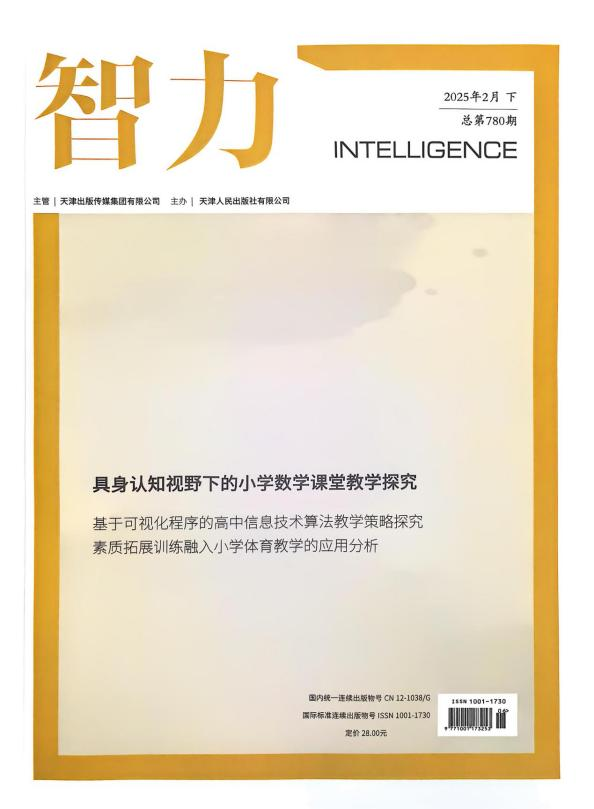 智力
2025年2月 下
总第780期
INTELLIGENCE
主管 | 天津出版传媒集团有限公司 主办 | 天津人民出版社有限公司
具身认知视野下的小学数学课堂教学探究
基于可视化程序的高中信息技术算法教学策略探究
素质拓展训练融入小学体育教学的应用分析
国内统一连续出版物号 CN 12-1038/G
国际标准连续出版物号 ISSN 1001-1730
定价 28.00元
ISSN 1001-1730
06>
9 771001 173253